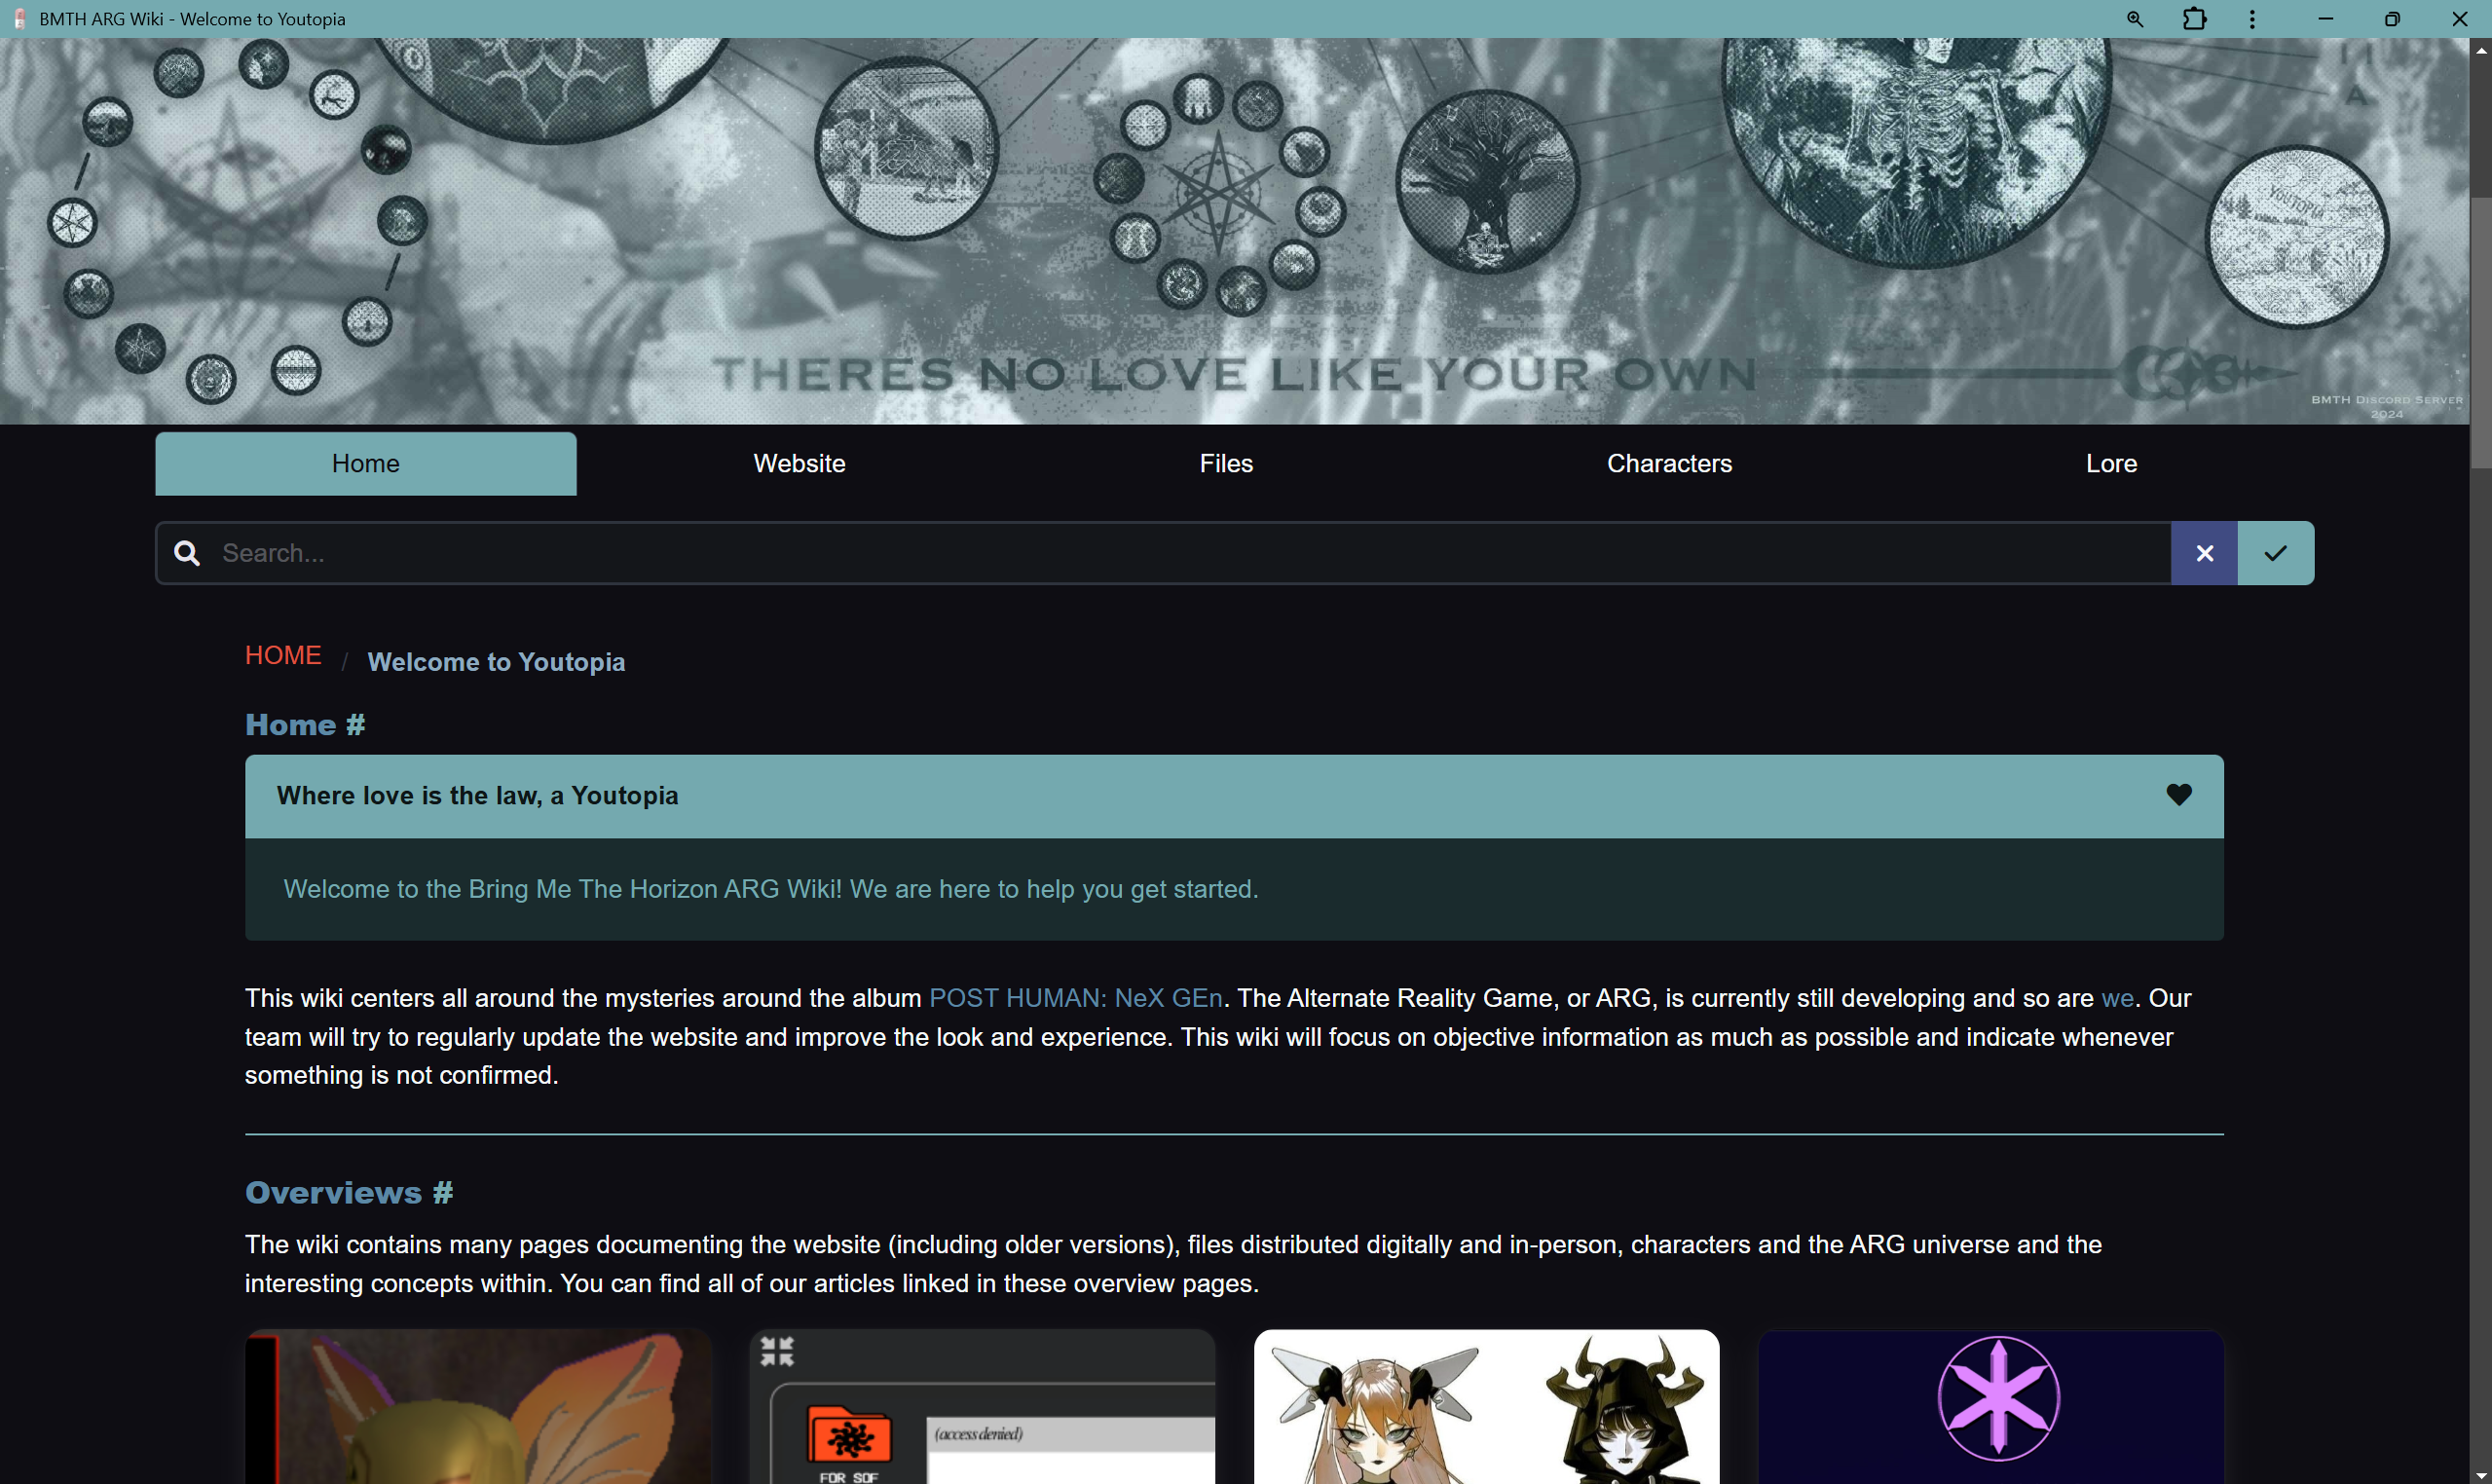 BMTH ARG Wiki - Welcome to Youtopia
YOUTOPIA
THERES NO LOVE LIKE YOUR OWN
BMTH DISCORD SERVER
2024
Home
Website
Files
Characters
Lore
Search...
HOME / Welcome to Youtopia
Home #
Where love is the law, a Youtopia
Welcome to the Bring Me The Horizon ARG Wiki! We are here to help you get started.
This wiki centers all around the mysteries around the album POST HUMAN: NeX GEn. The Alternate Reality Game, or ARG, is currently still developing and so are we. Our
team will try to regularly update the website and improve the look and experience. This wiki will focus on objective information as much as possible and indicate whenever
something is not confirmed.
Overviews #
The wiki contains many pages documenting the website (including older versions), files distributed digitally and in-person, characters and the ARG universe and the
interesting concepts within. You can find all of our articles linked in these overview pages.
(access denied)
FOR SOF